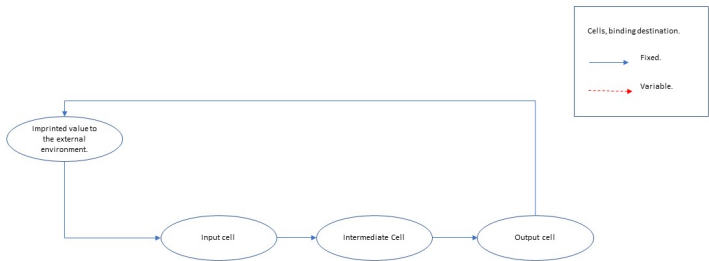 Cells, binding destination.
Fixed.
Variable.
Imprinted value to
the external
environment.
Input cell
Intermediate Cell
Output cell